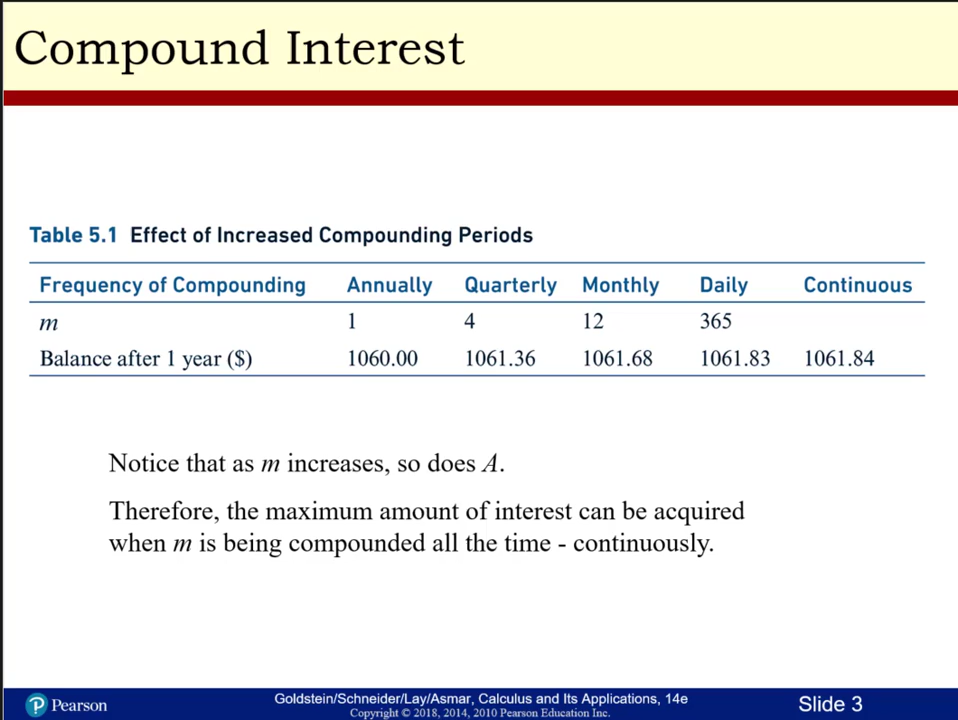 Compound Interest
Table 5.1 Effect of Increased Compounding Periods
Frequency of Compounding Annually Quarterly Monthly Daily Continuous
m 1 4 12 365
Balance after 1 year ($) 1060.00 1061.36 1061.68 1061.83 1061.84
Notice that as m increases, so does A.
Therefore, the maximum amount of interest can be acquired
when m is being compounded all the time - continuously.
Pearson
Goldstein/Schneider/Lay/Asmar, Calculus and Its Applications, 14e
Copyright © 2018, 2014, 2010 Pearson Education Inc.
Slide 3